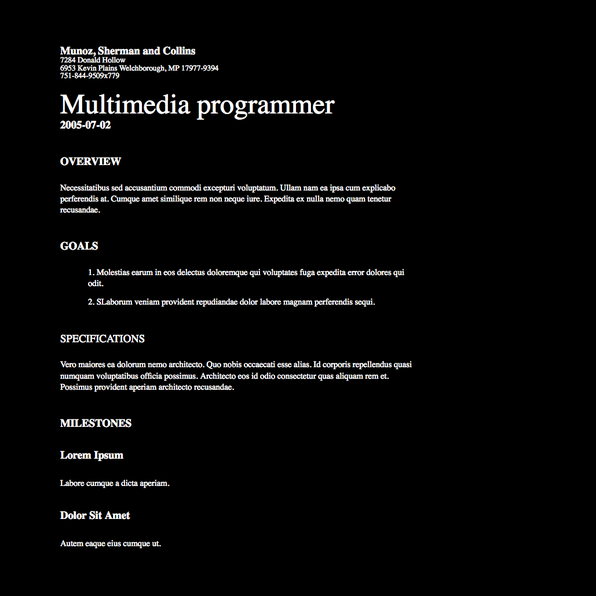 Munoz, Sherman and Collins
7284 Donald Hollow
6953 Kevin Plains Welchborough, MP 17977-9394
751-844-9509x779
Multimedia programmer
2005-07-02
OVERVIEW
Necessitatibus sed accusantium commodi excepturi voluptatum. Ullam nam ea ipsa cum explicabo
perferendis at. Cumque amet similique rem non neque iure. Expedita ex nulla nemo quam tenetur
recusandae.
GOALS
1. Molestias earum in eos delectus doloremque qui voluptates fuga expedita error dolores qui
odit.
2. SLaborum veniam provident repudiandae dolor labore magnam perferendis sequi.
SPECIFICATIONS
Vero maiores ea dolorum nemo architecto. Quo nobis occaecati esse alias. Id corporis repellendus quasi
numquam voluptatibus officia possimus. Architecto eos id odio consectetur quas aliquam rem et.
Possimus provident aperiam architecto recusandae.
MILESTONES
Lorem Ipsum
Labore cumque a dicta aperiam.
Dolor Sit Amet
Autem eaque eius cumque ut.